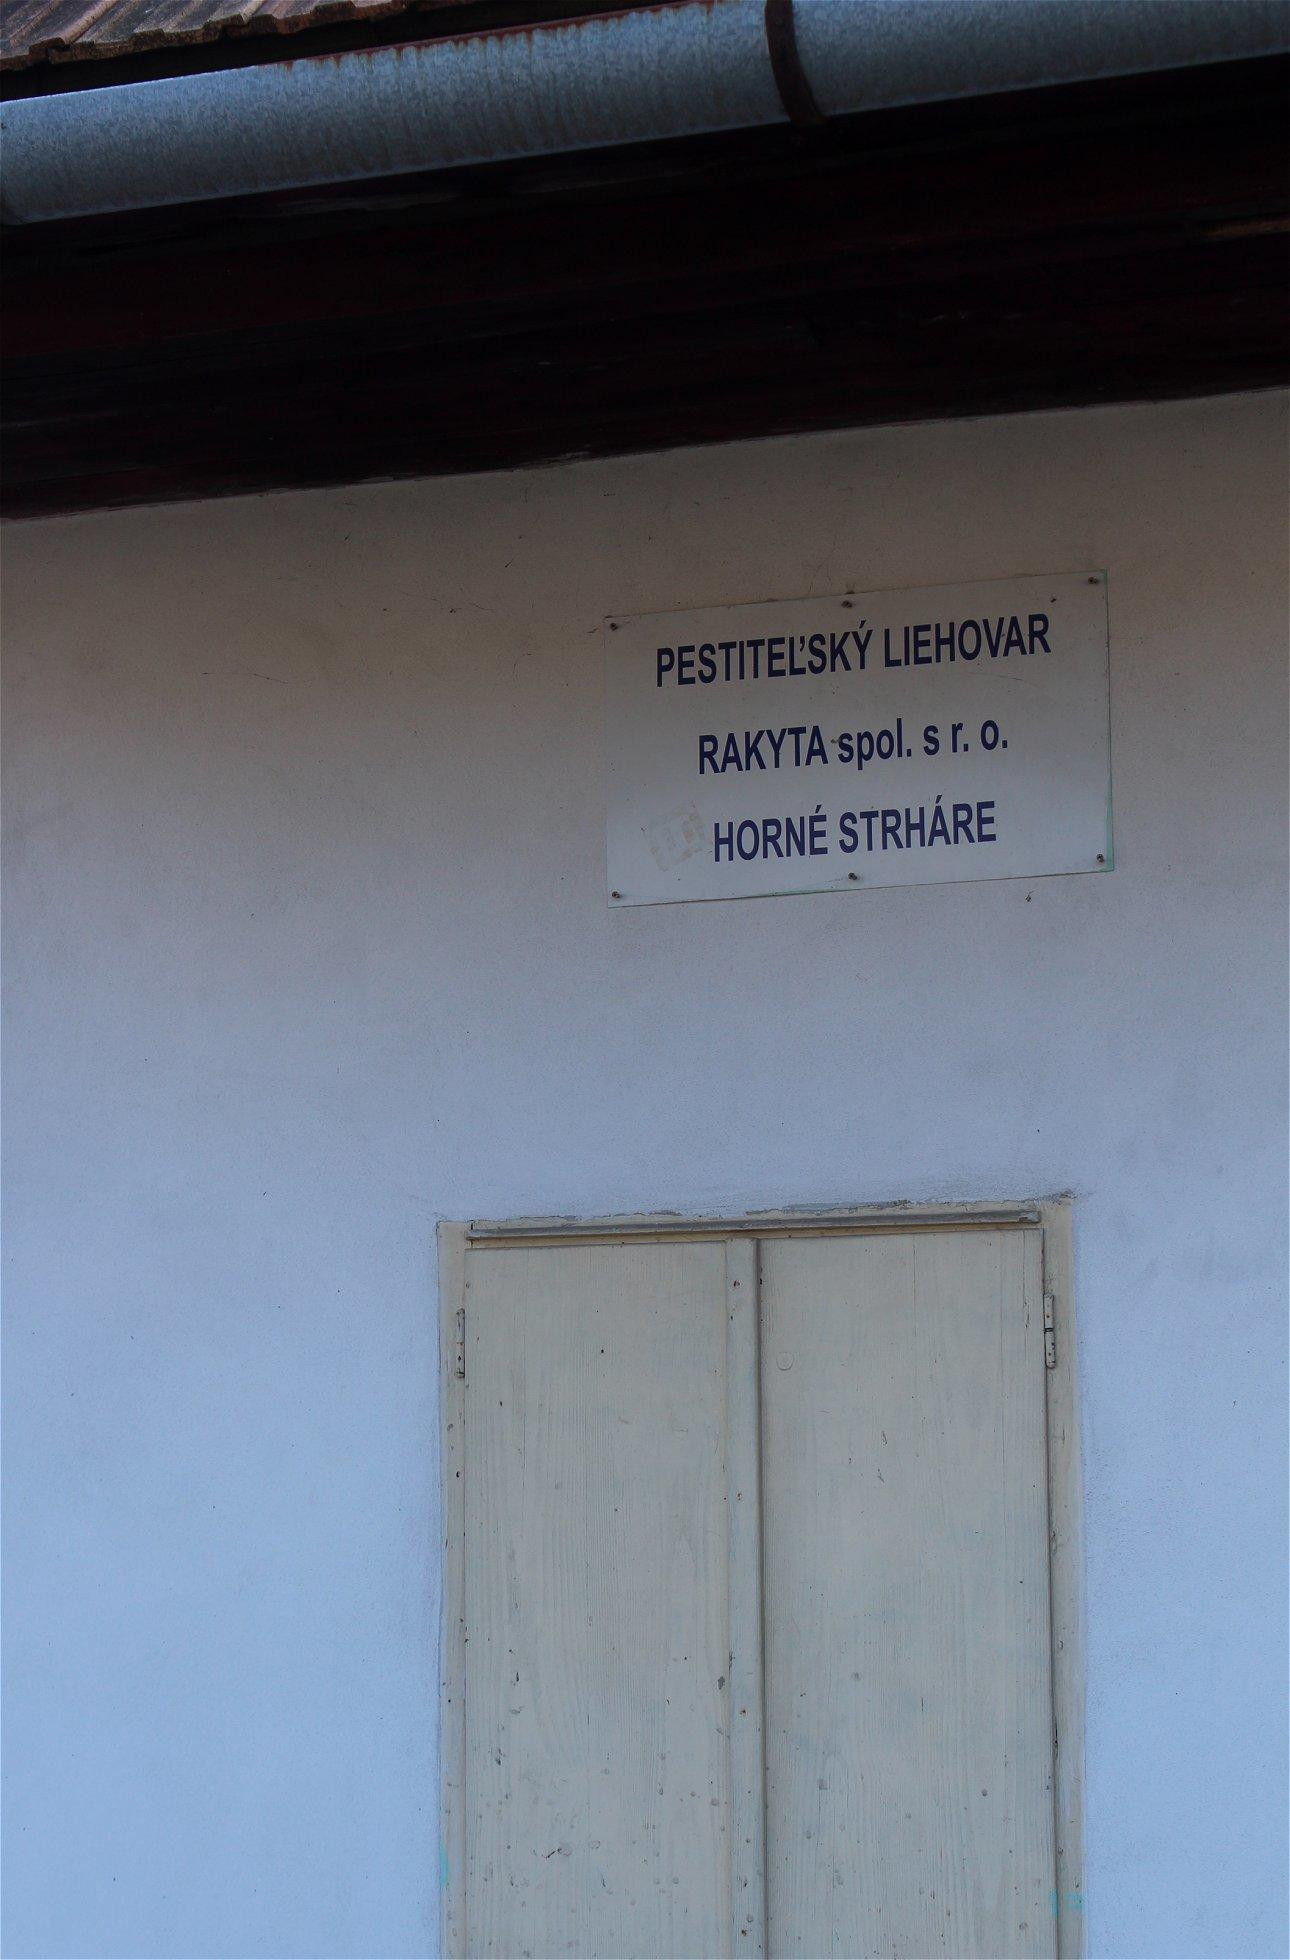 PESTITEĽSKÝ LIEHOVAR
RAKYTA spol. s r. o.
HORNÉ STRHÁRE